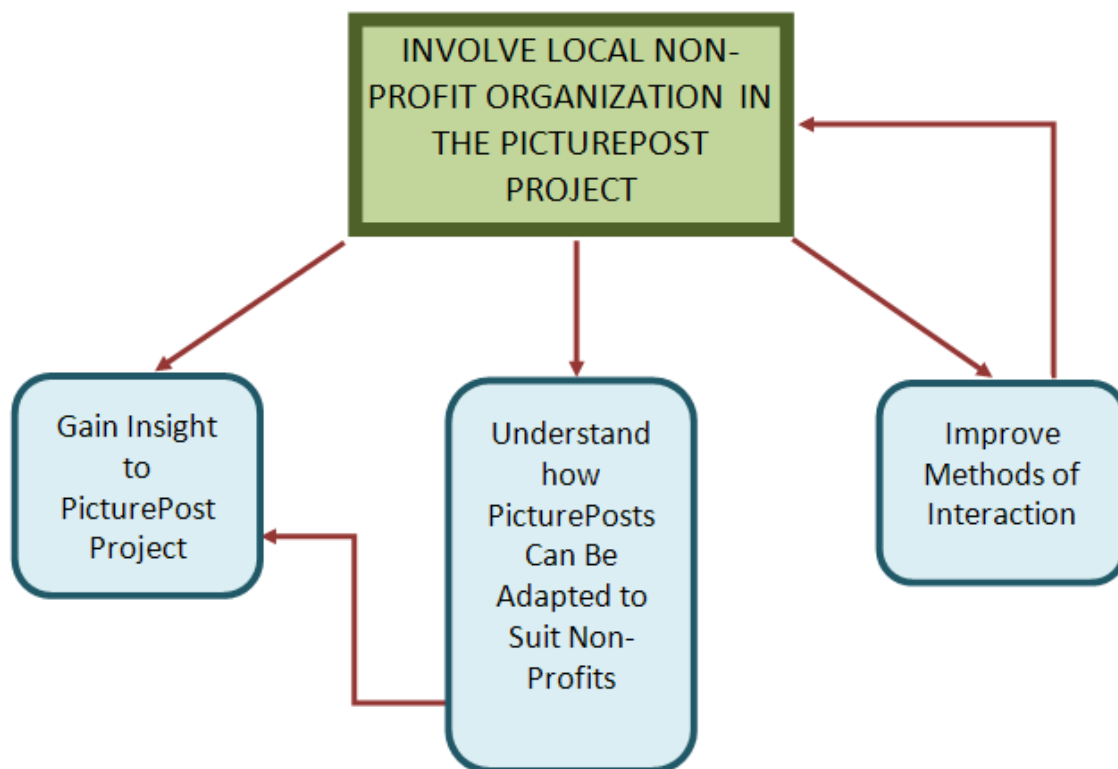 INVOLVE LOCAL NON-
PROFIT ORGANIZATION IN
THE PICTUREPOST
PROJECT
Gain Insight
to
PicturePost
Project
Understand
how
PicturePosts
Can Be
Adapted to
Suit Non-
Profits
Improve
Methods of
Interaction